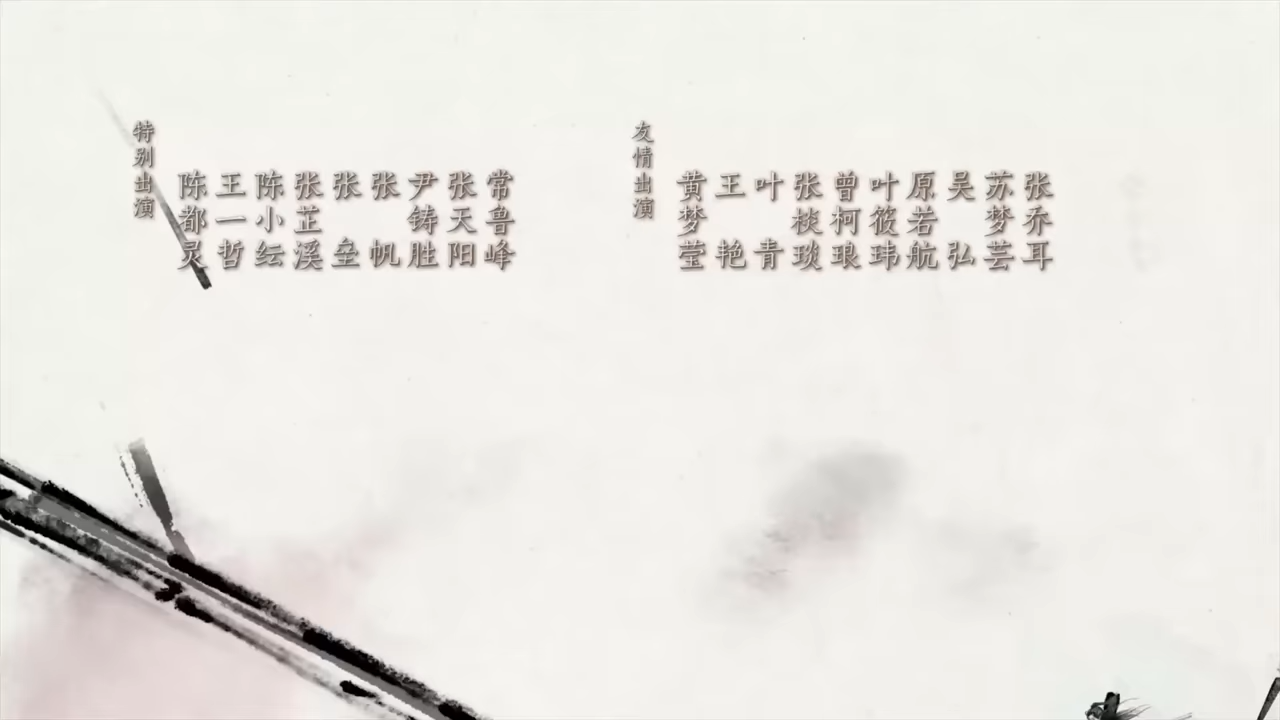 特别出演
陈都灵
王一哲
陈小纭
张芷溪
张垒
张帆
尹铸胜
张天阳
常鲁峰
友情出演
黄梦莹
王艳
叶青
张棪琰
曾柯琅
叶筱玮
原若航
吴弘
苏梦芸
张乔耳